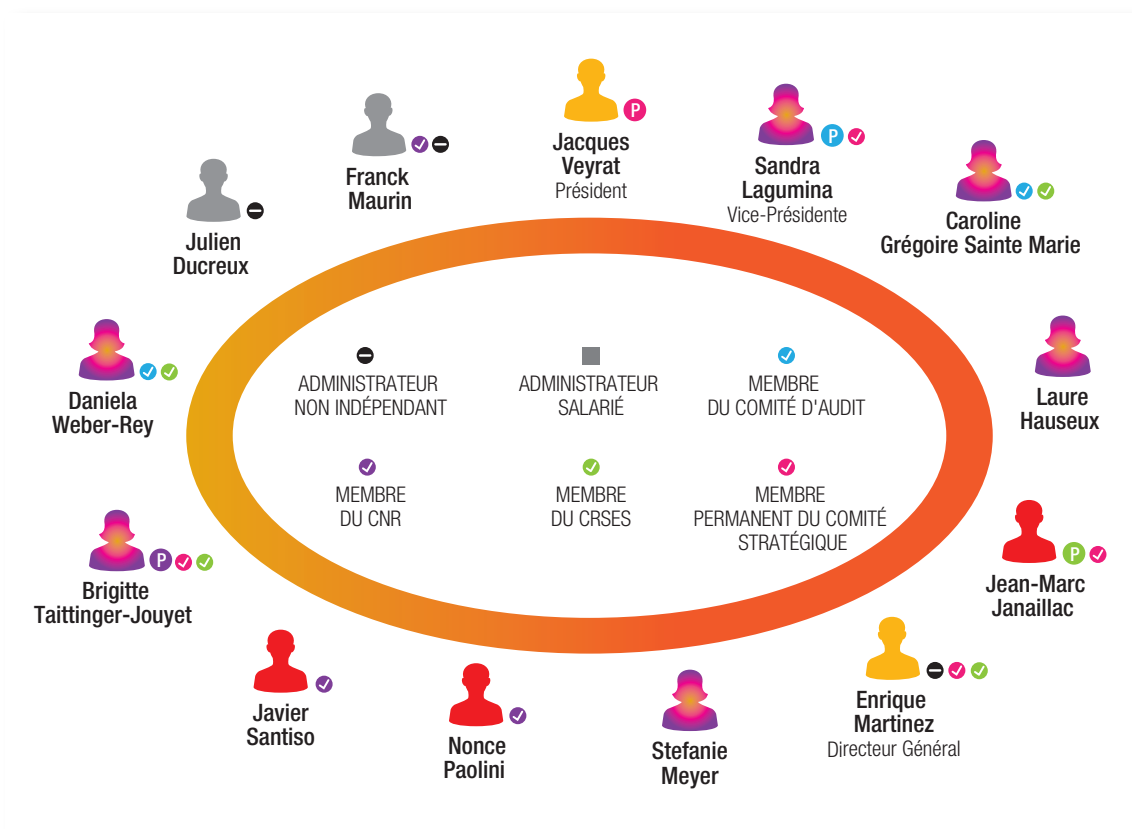 P
Jacques
Veyrat
Président
P
Sandra
Lagumina
Vice-Présidente
Caroline
Grégoire Sainte Marie
Laure
Hauseux
P
Jean-Marc
Janaillac
Enrique
Martinez
Directeur Général
Stefanie
Meyer
Nonce
Paolini
Javier
Santiso
P
Brigitte
Taittinger-Jouyet
Daniela
Weber-Rey
Julien
Ducreux
Franck
Maurin
ADMINISTRATEUR
NON INDÉPENDANT
ADMINISTRATEUR
SALARIÉ
MEMBRE
DU COMITÉ D'AUDIT
MEMBRE
DU CNR
MEMBRE
DU CRSES
MEMBRE
PERMANENT DU COMITÉ
STRATÉGIQUE